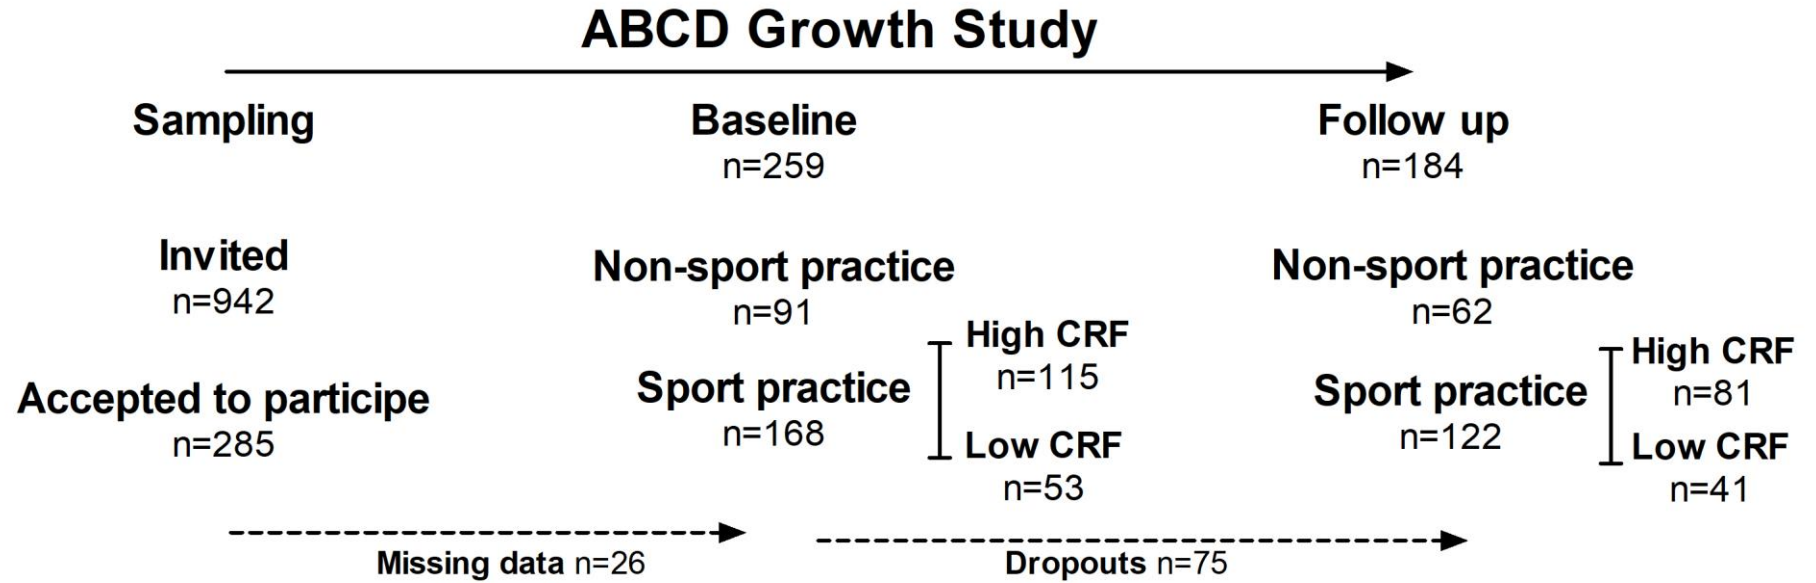 ABCD Growth Study
Sampling
Baseline
n=259
Follow up
n=184
Invited
n=942
Accepted to participe
n=285
Non-sport practice
n=91
Sport practice
n=168
High CRF
n=115
Low CRF
n=53
Non-sport practice
n=62
Sport practice
n=122
High CRF
n=81
Low CRF
n=41
Missing data n=26
Dropouts n=75